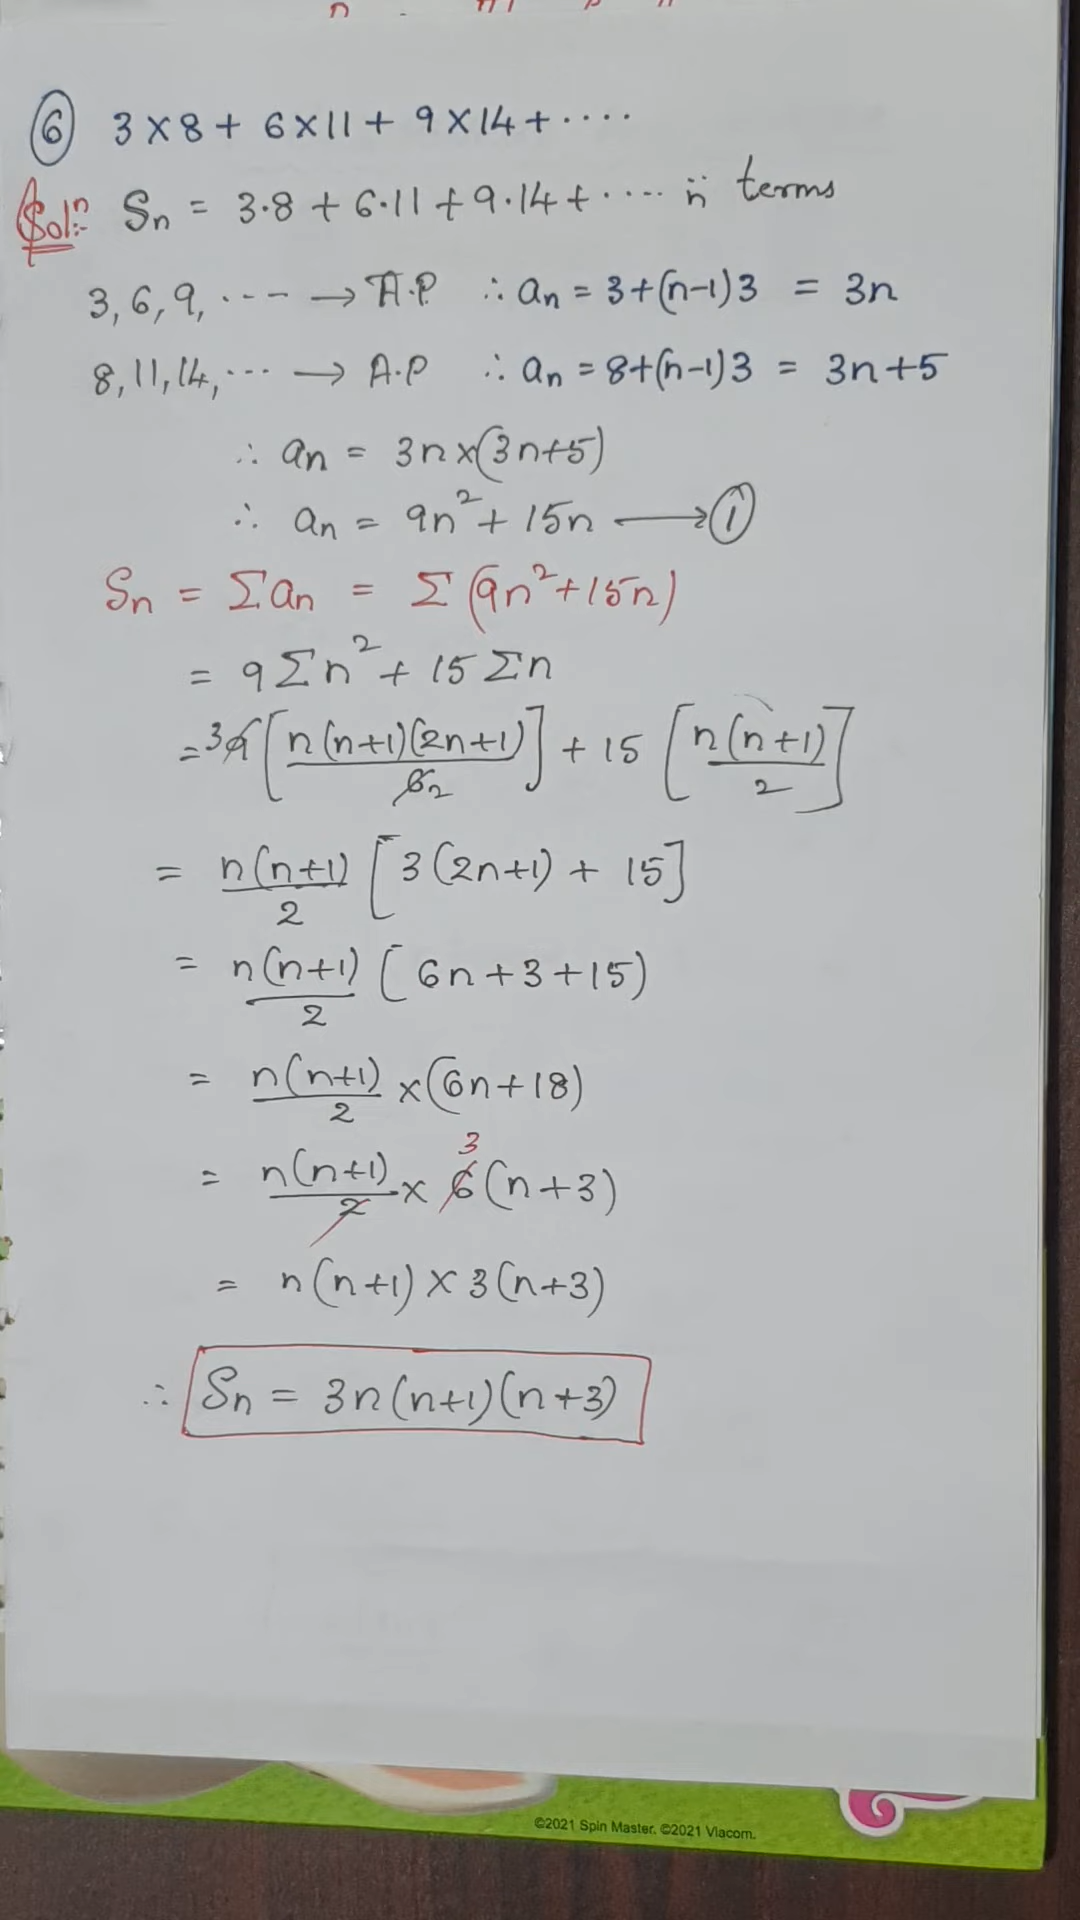 6 3 × 8 + 6 × 11 + 9 × 14 + ....
Solⁿ:- Sn = 3·8 + 6·11 + 9·14 + .... n terms
3, 6, 9, ---- → A.P ∴ an = 3+(n-1)3 = 3n
8, 11, 14, ... → A.P ∴ an = 8+(n-1)3 = 3n+5
∴ an = 3n×(3n+5)
∴ an = 9n² + 15n → 1
Sn = Σan = Σ(9n²+15n)
= 9Σn² + 15Σn
= 3 9[n(n+1)(2n+1)/6 2] + 15[n(n+1)/2]
= n(n+1)/2 [3(2n+1) + 15]
= n(n+1)/2 [6n+3+15)
= n(n+1)/2 ×(6n+18)
= n(n+1)/2 × 6 3(n+3)
= n(n+1) × 3(n+3)
∴ Sn = 3n(n+1)(n+3)
©2021 Spin Master. ©2021 Viacom.